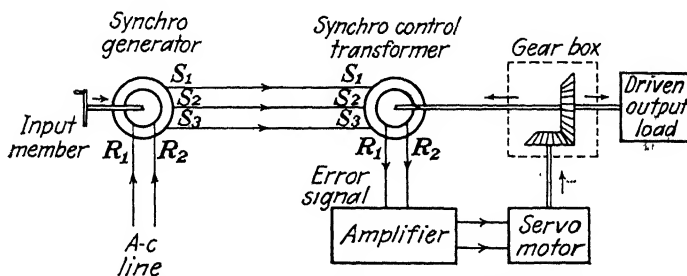 Synchro
generator
Synchro control
transformer
Gear box
S1
S2
S3
S1
S2
S3
Driven
output
load
Input
member
R1 R2
R1 R2
Error
signal
A-c
line
Amplifier
Servo
motor